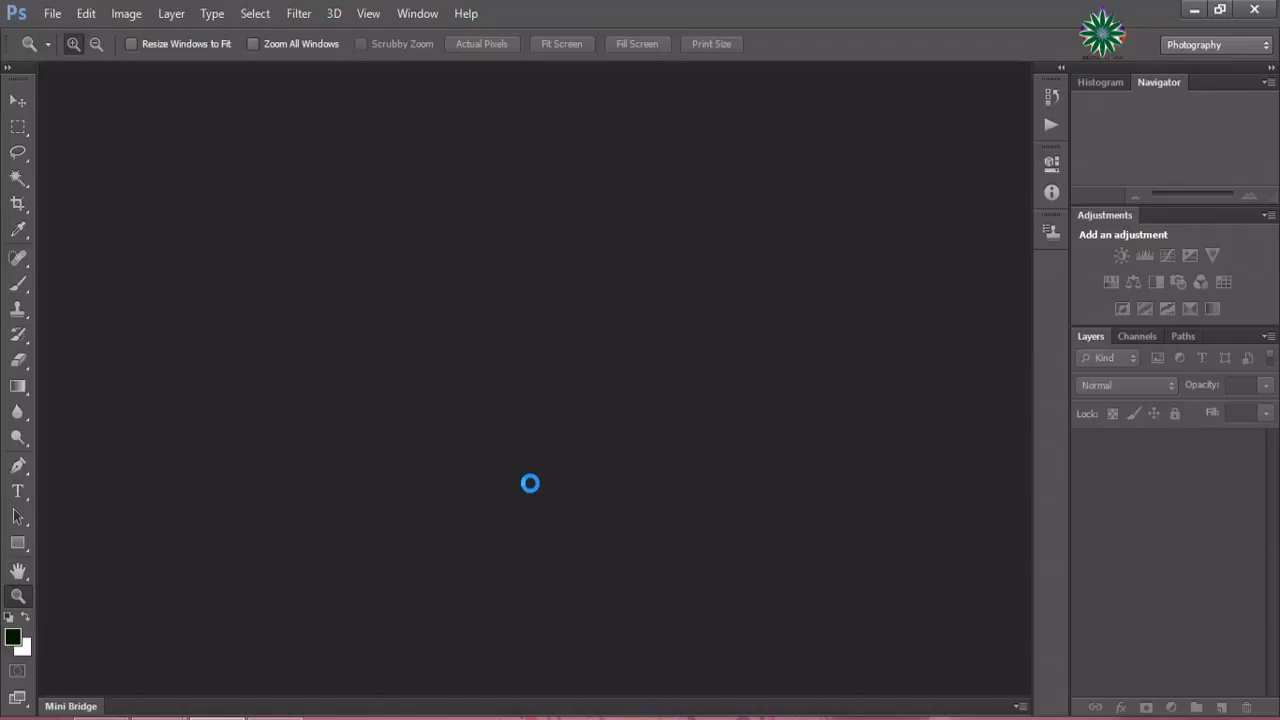 Ps File Edit Image Layer Type Select Filter 3D View Window Help
Resize Windows to Fit Zoom All Windows Scrubby Zoom Actual Pixels Fit Screen Fill Screen Print Size Photography
Histogram Navigator
Adjustments
Add an adjustment
Layers Channels Paths
Kind
Normal Opacity:
Lock: Fill:
Mini Bridge